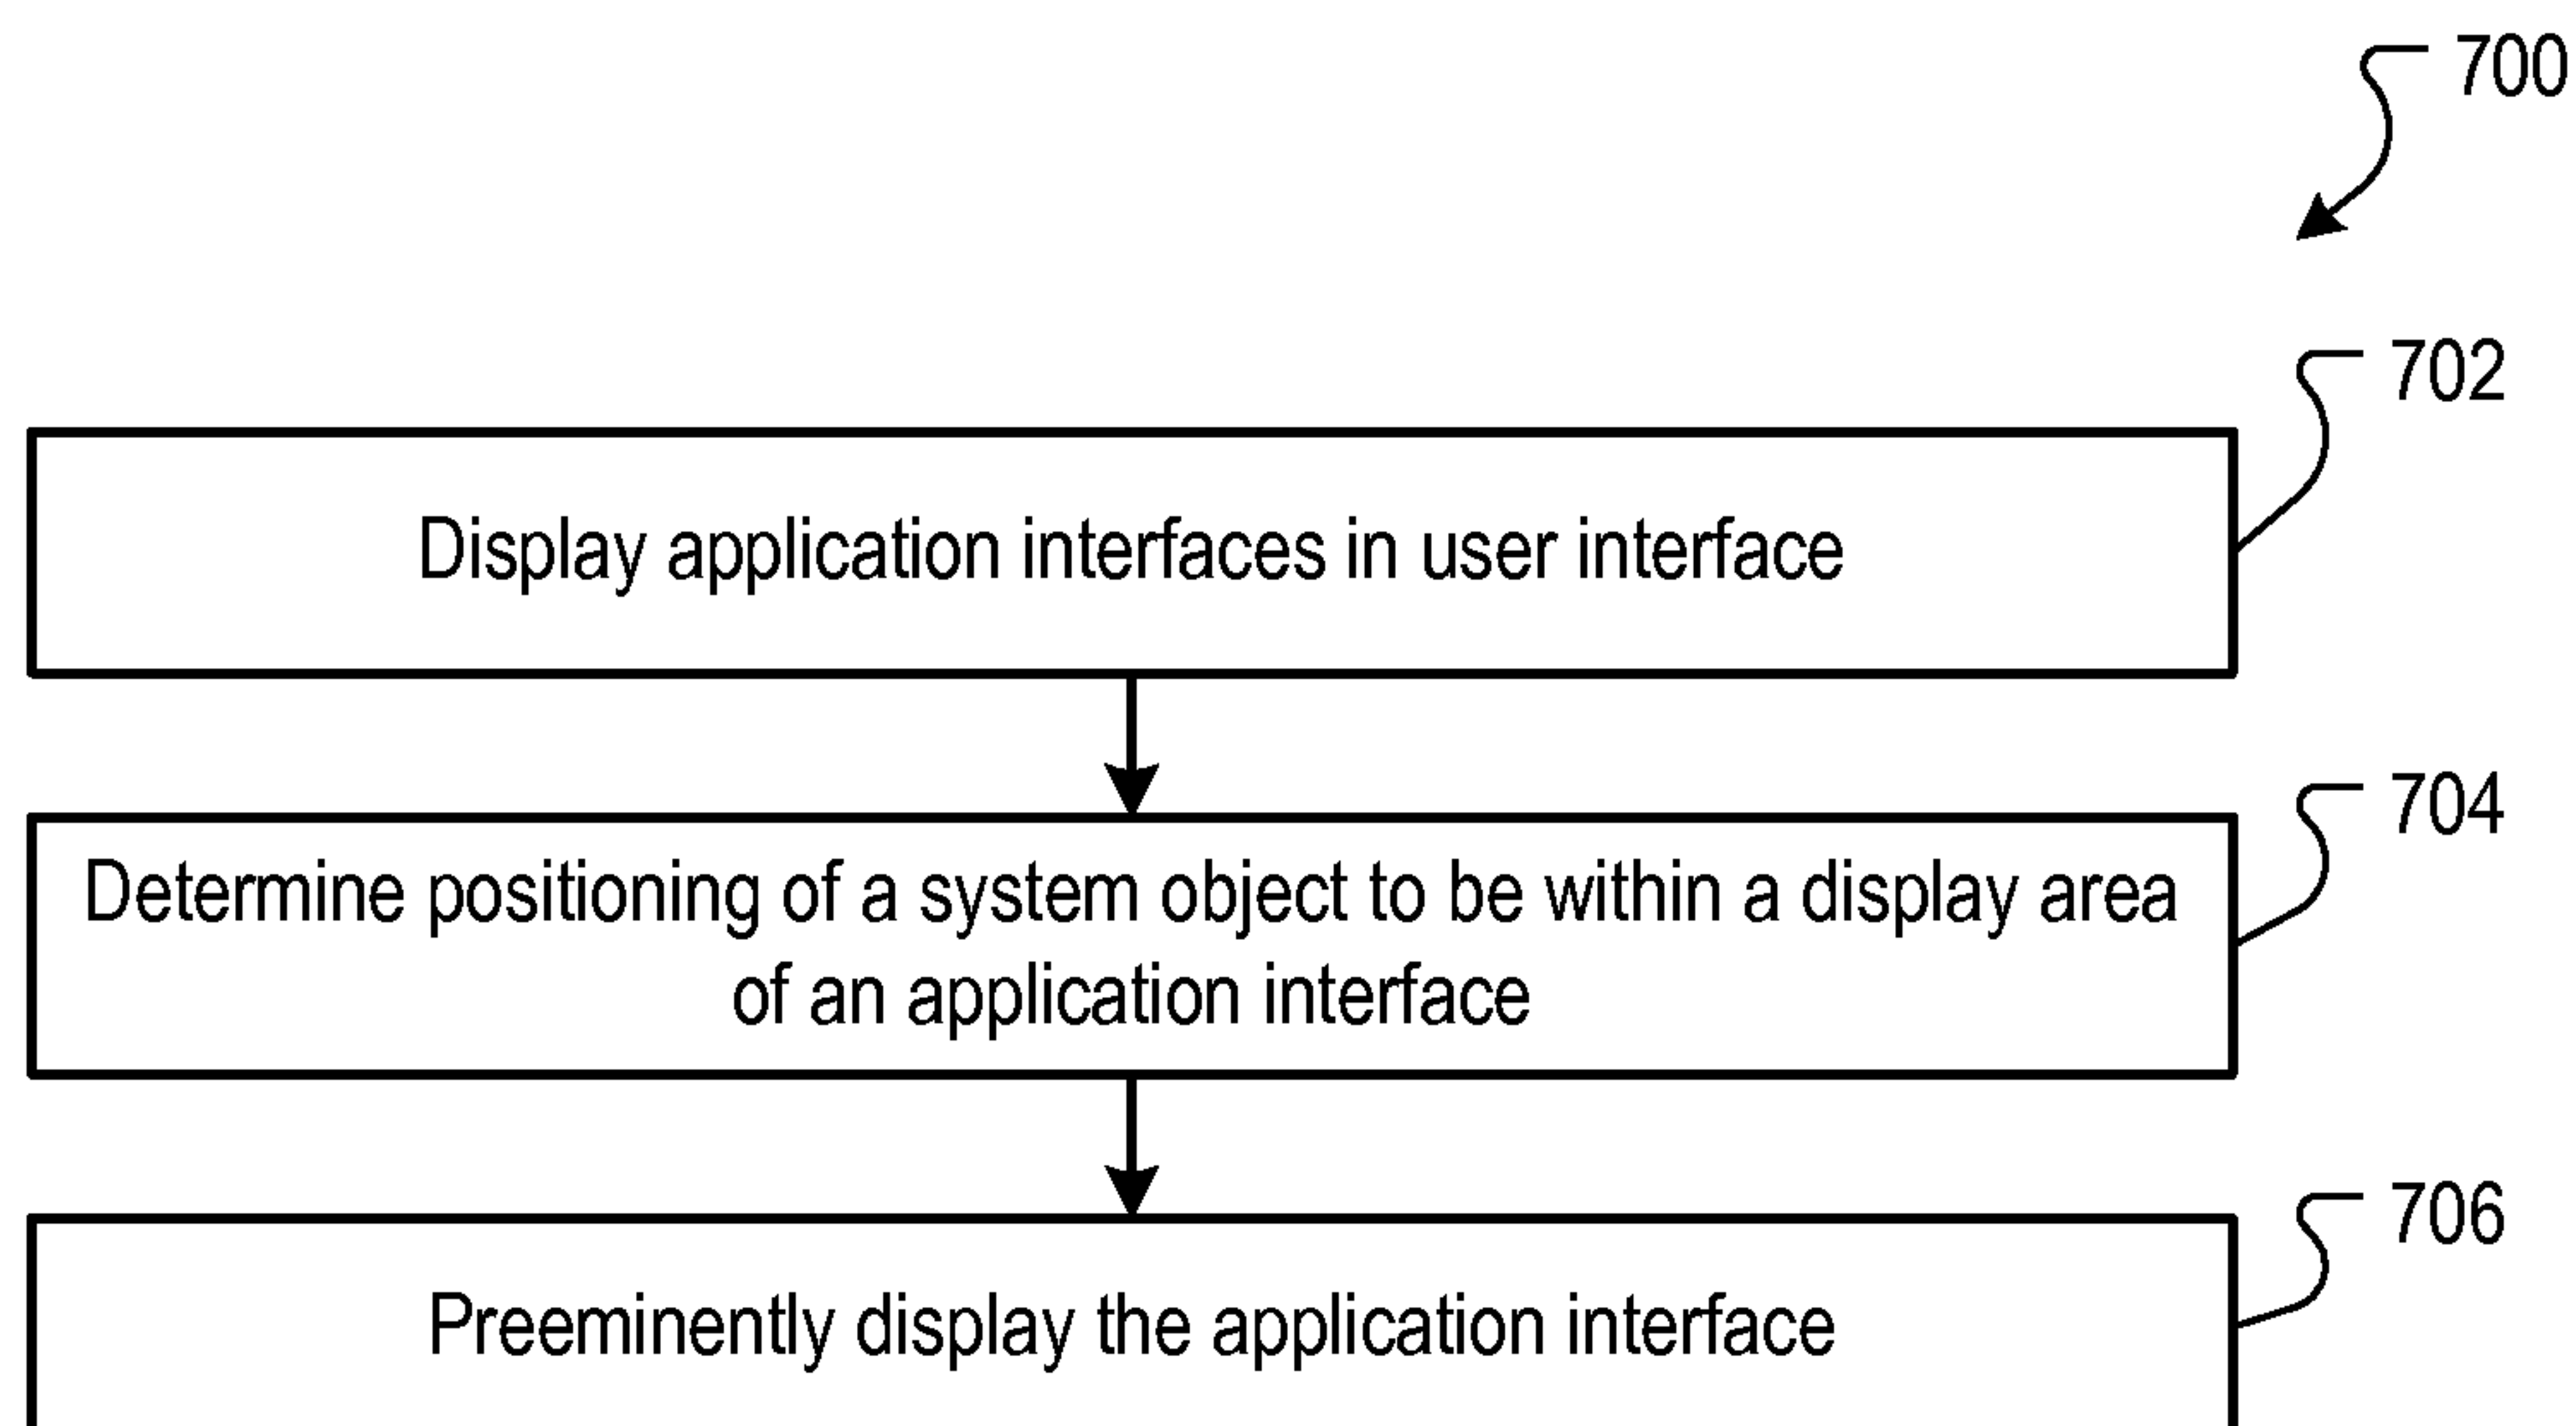 700
702
Display application interfaces in user interface
704
Determine positioning of a system object to be within a display area
of an application interface
706
Preeminently display the application interface